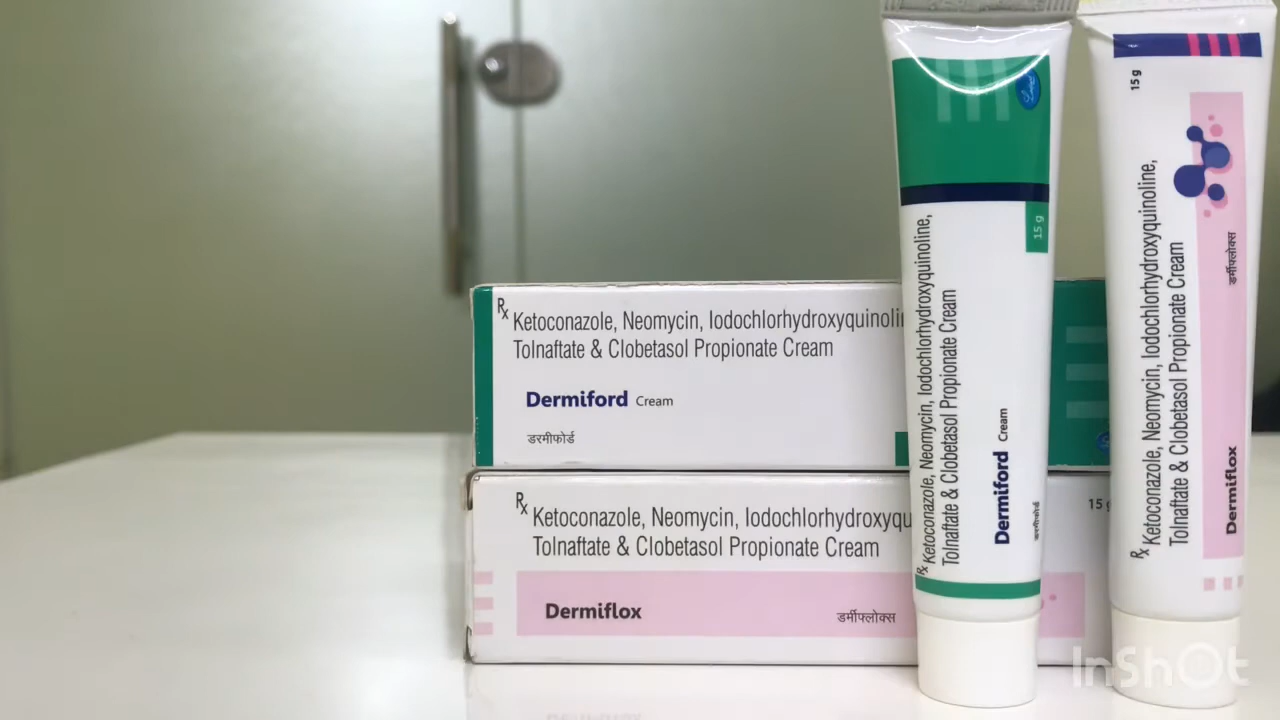 Rx Ketoconazole, Neomycin, Iodochlorhydroxyquinolin
Tolnaftate & Clobetasol Propionate Cream
Dermiford Cream
डरमीफोर्ड
Rx Ketoconazole, Neomycin, Iodochlorhydroxyqu
Tolnaftate & Clobetasol Propionate Cream
15 g
Dermiflox
डर्मीफ्लोक्स
15 g
Rx Ketoconazole, Neomycin, Iodochlorhydroxyquinoline,
Tolnaftate & Clobetasol Propionate Cream
Dermiford Cream
डरमीफोर्ड
15 g
Rx Ketoconazole, Neomycin, Iodochlorhydroxyquinoline,
Tolnaftate & Clobetasol Propionate Cream
डर्मीफ्लोक्स
Dermiflox
InShOt